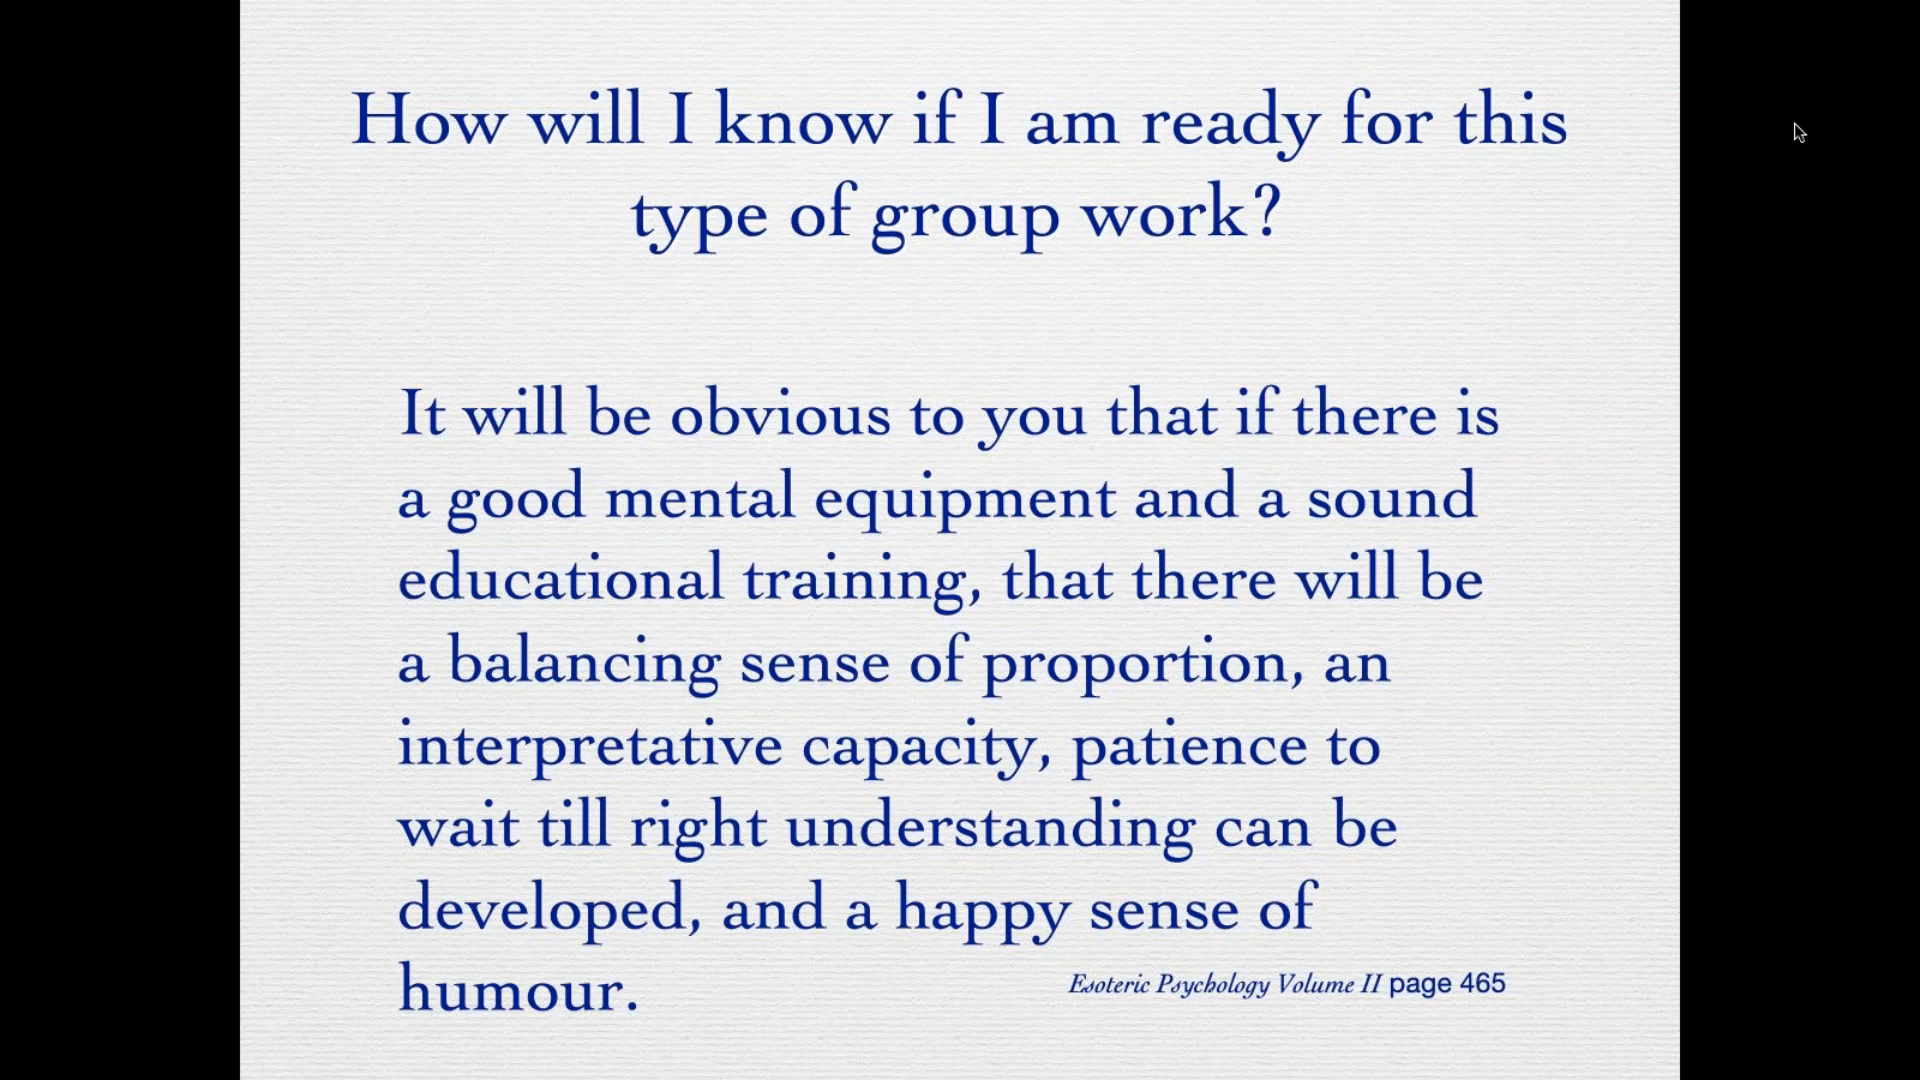 How will I know if I am ready for this
type of group work?
It will be obvious to you that if there is
a good mental equipment and a sound
educational training, that there will be
a balancing sense of proportion, an
interpretative capacity, patience to
wait till right understanding can be
developed, and a happy sense of
humour.
Esoteric Psychology Volume II page 465